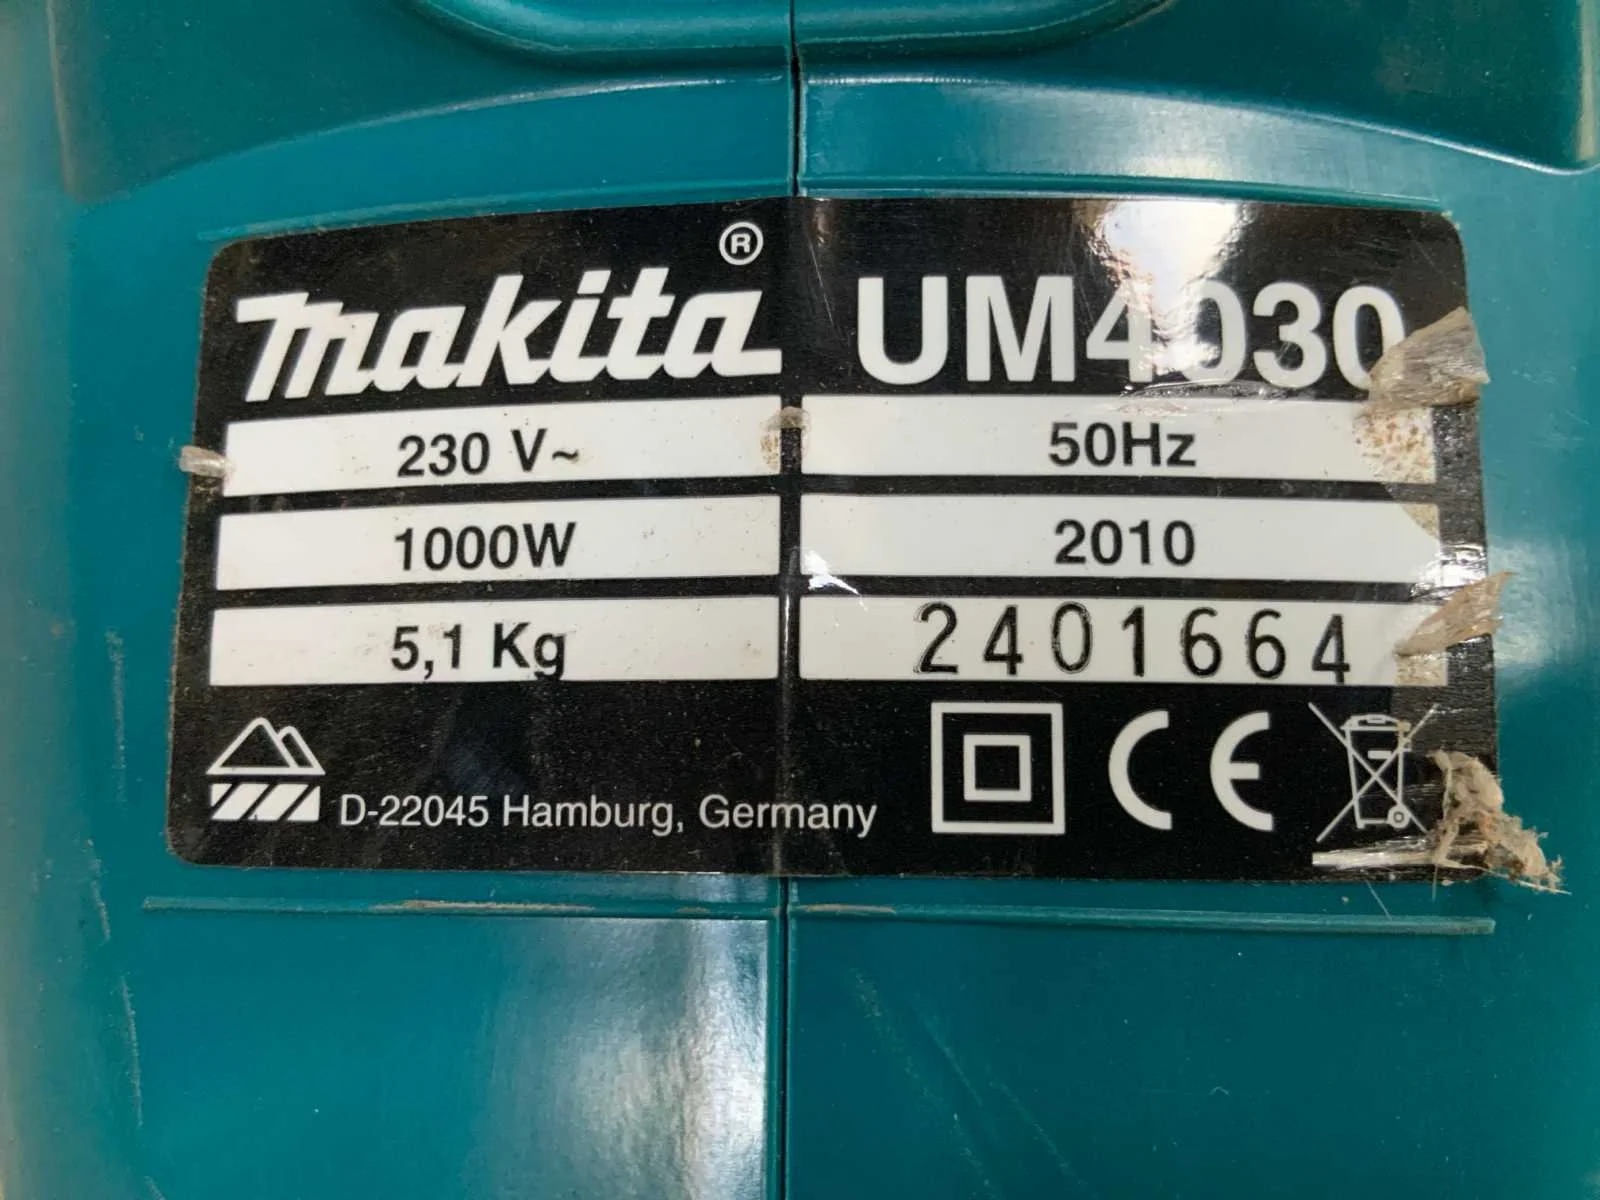 makita® UM4030
230 V~ 50Hz
1000W 2010
5,1 Kg 2401664
D-22045 Hamburg, Germany CE